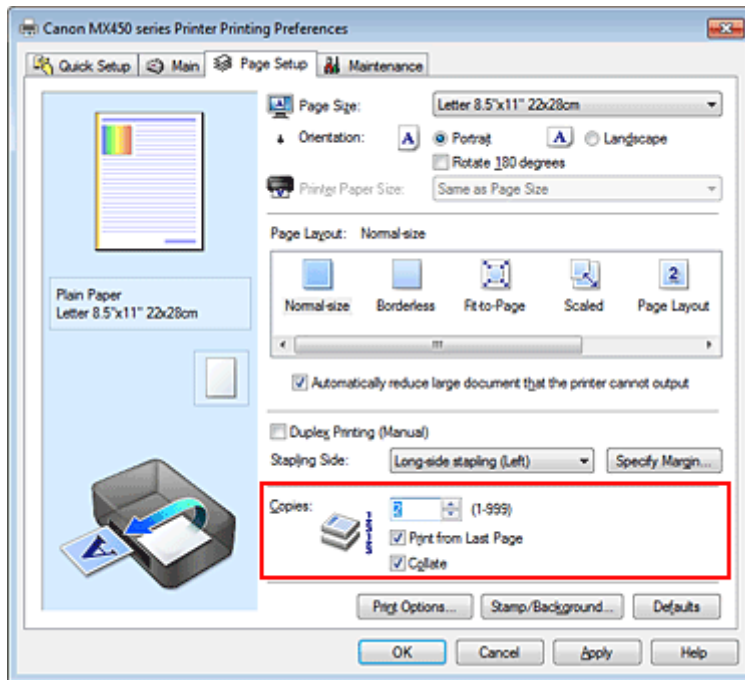 Canon MX450 series Printer Printing Preferences
Quick Setup Main Page Setup Maintenance
Page Size: Letter 8.5"x11" 22x28cm
Orientation: A Portrait A Landscape
Rotate 180 degrees
Printer Paper Size: Same as Page Size
Page Layout: Normal-size
2
Normal-size Borderless Fit-to-Page Scaled Page Layout
Plain Paper
Letter 8.5"x11" 22x28cm
Automatically reduce large document that the printer cannot output
Duplex Printing (Manual)
Stapling Side: Long-side stapling (Left) Specify Margin...
Copies: 2 (1-999)
Print from Last Page
Collate
A
Print Options... Stamp/Background... Defaults
OK Cancel Apply Help